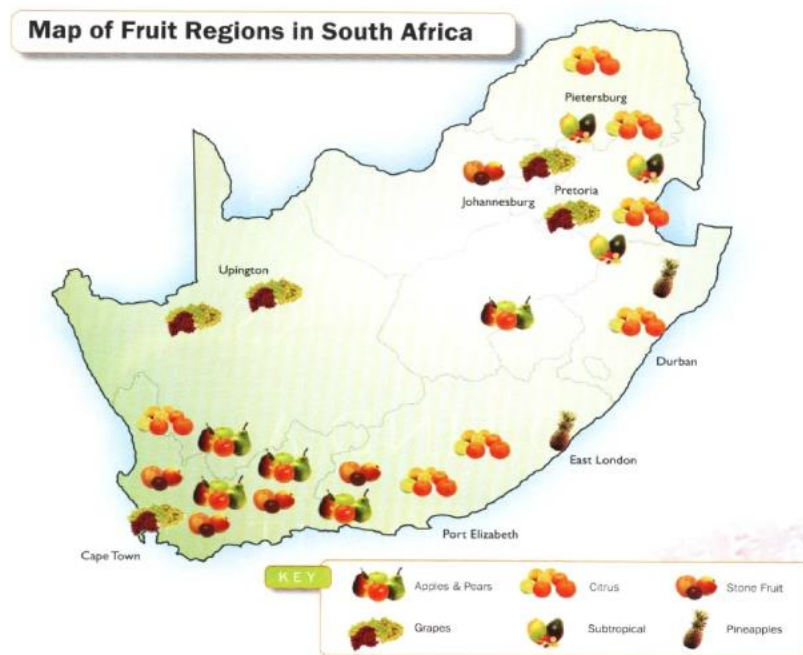 Map of Fruit Regions in South Africa
Pietersburg
Johannesburg
Pretoria
Upington
Durban
East London
Port Elizabeth
Cape Town
KEY
Apples & Pears
Citrus
Stone Fruit
Grapes
Subtropical
Pineapples